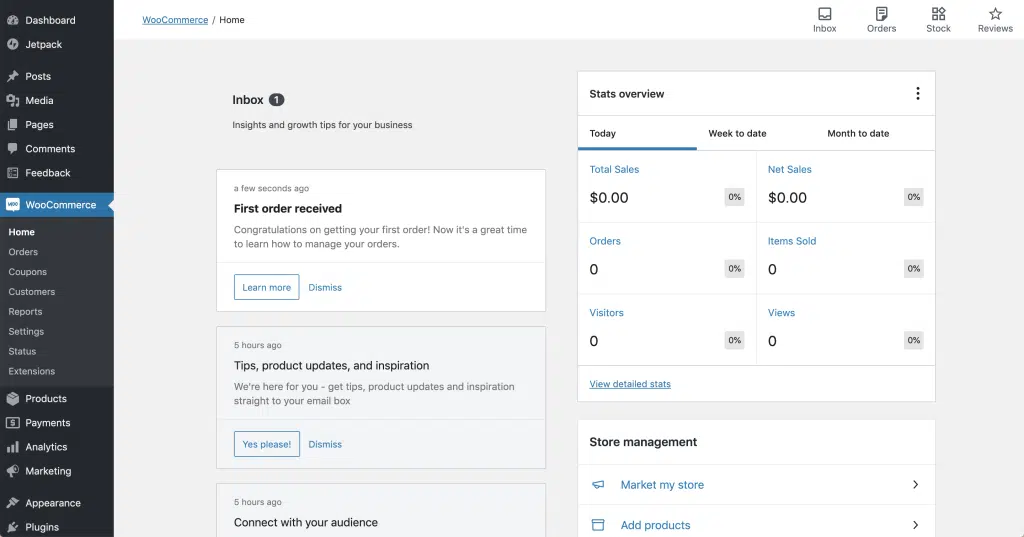 Dashboard
Jetpack
Posts
Media
Pages
Comments
Feedback
WOO WooCommerce
Home
Orders
Coupons
Customers
Reports
Settings
Status
Extensions
Products
Payments
Analytics
Marketing
Appearance
Plugins
WooCommerce / Home
Inbox
Orders
Stock
Reviews
Inbox 1
Insights and growth tips for your business
a few seconds ago
First order received
Congratulations on getting your first order! Now it's a great time
to learn how to manage your orders.
Learn more Dismiss
5 hours ago
Tips, product updates, and inspiration
We're here for you - get tips, product updates and inspiration
straight to your email box
Yes please! Dismiss
5 hours ago
Connect with your audience
Stats overview
Today Week to date Month to date
Total Sales
$0.00 0%
Net Sales
$0.00 0%
Orders
0 0%
Items Sold
0 0%
Visitors
0 0%
Views
0 0%
View detailed stats
Store management
Market my store
Add products